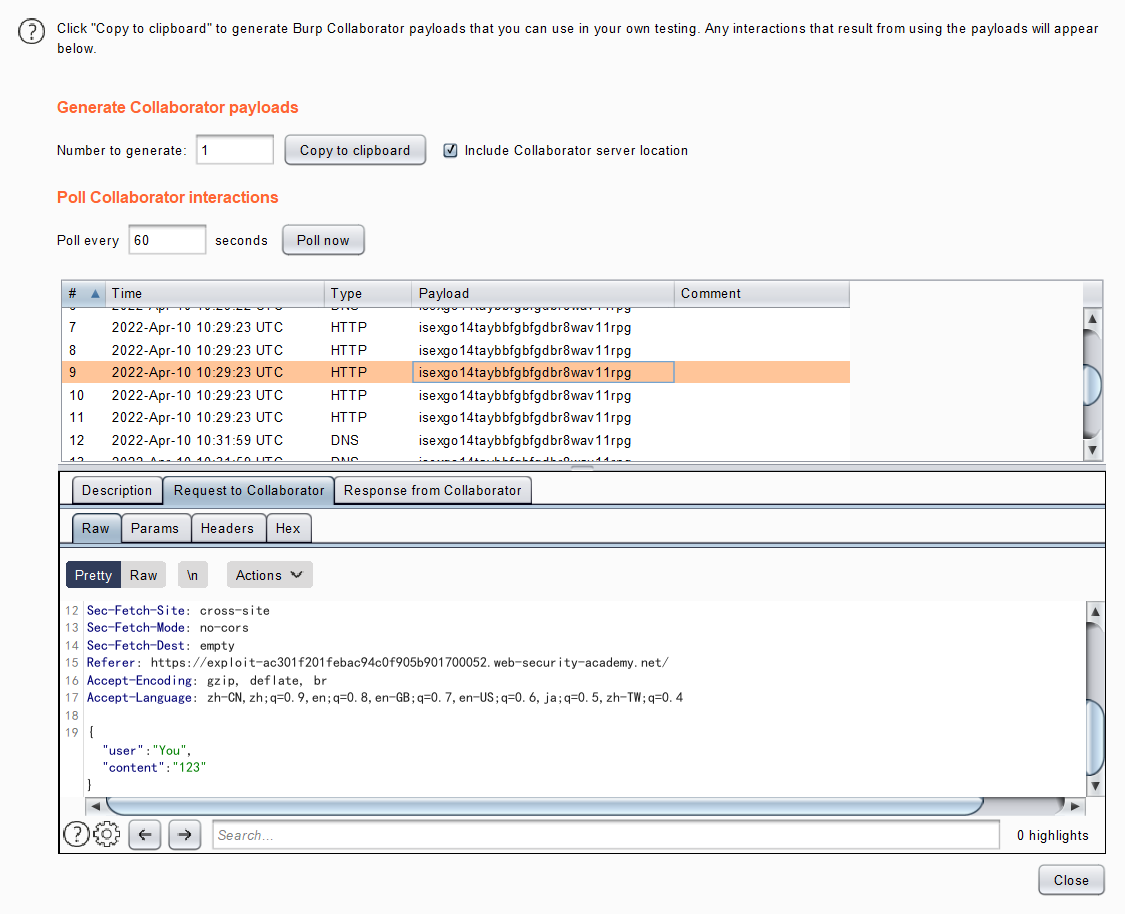 Click "Copy to clipboard" to generate Burp Collaborator payloads that you can use in your own testing. Any interactions that result from using the payloads will appear
below.
Generate Collaborator payloads
Number to generate: 1 Copy to clipboard Include Collaborator server location
Poll Collaborator interactions
Poll every 60 seconds Poll now
# Time Type Payload Comment
7 2022-Apr-10 10:29:23 UTC HTTP isexgo14taybbfgbfgdbr8wav11rpg
8 2022-Apr-10 10:29:23 UTC HTTP isexgo14taybbfgbfgdbr8wav11rpg
9 2022-Apr-10 10:29:23 UTC HTTP isexgo14taybbfgbfgdbr8wav11rpg
10 2022-Apr-10 10:29:23 UTC HTTP isexgo14taybbfgbfgdbr8wav11rpg
11 2022-Apr-10 10:29:23 UTC HTTP isexgo14taybbfgbfgdbr8wav11rpg
12 2022-Apr-10 10:31:59 UTC DNS isexgo14taybbfgbfgdbr8wav11rpg
Description Request to Collaborator Response from Collaborator
Raw Params Headers Hex
Pretty Raw \n Actions
12 Sec-Fetch-Site: cross-site
13 Sec-Fetch-Mode: no-cors
14 Sec-Fetch-Dest: empty
15 Referer: https://exploit-ac301f201febac94c0f905b901700052.web-security-academy.net/
16 Accept-Encoding: gzip, deflate, br
17 Accept-Language: zh-CN,zh;q=0.9,en;q=0.8,en-GB;q=0.7,en-US;q=0.6,ja;q=0.5,zh-TW;q=0.4
18
19 {
"user":"You",
"content":"123"
}
Search...
0 highlights
Close